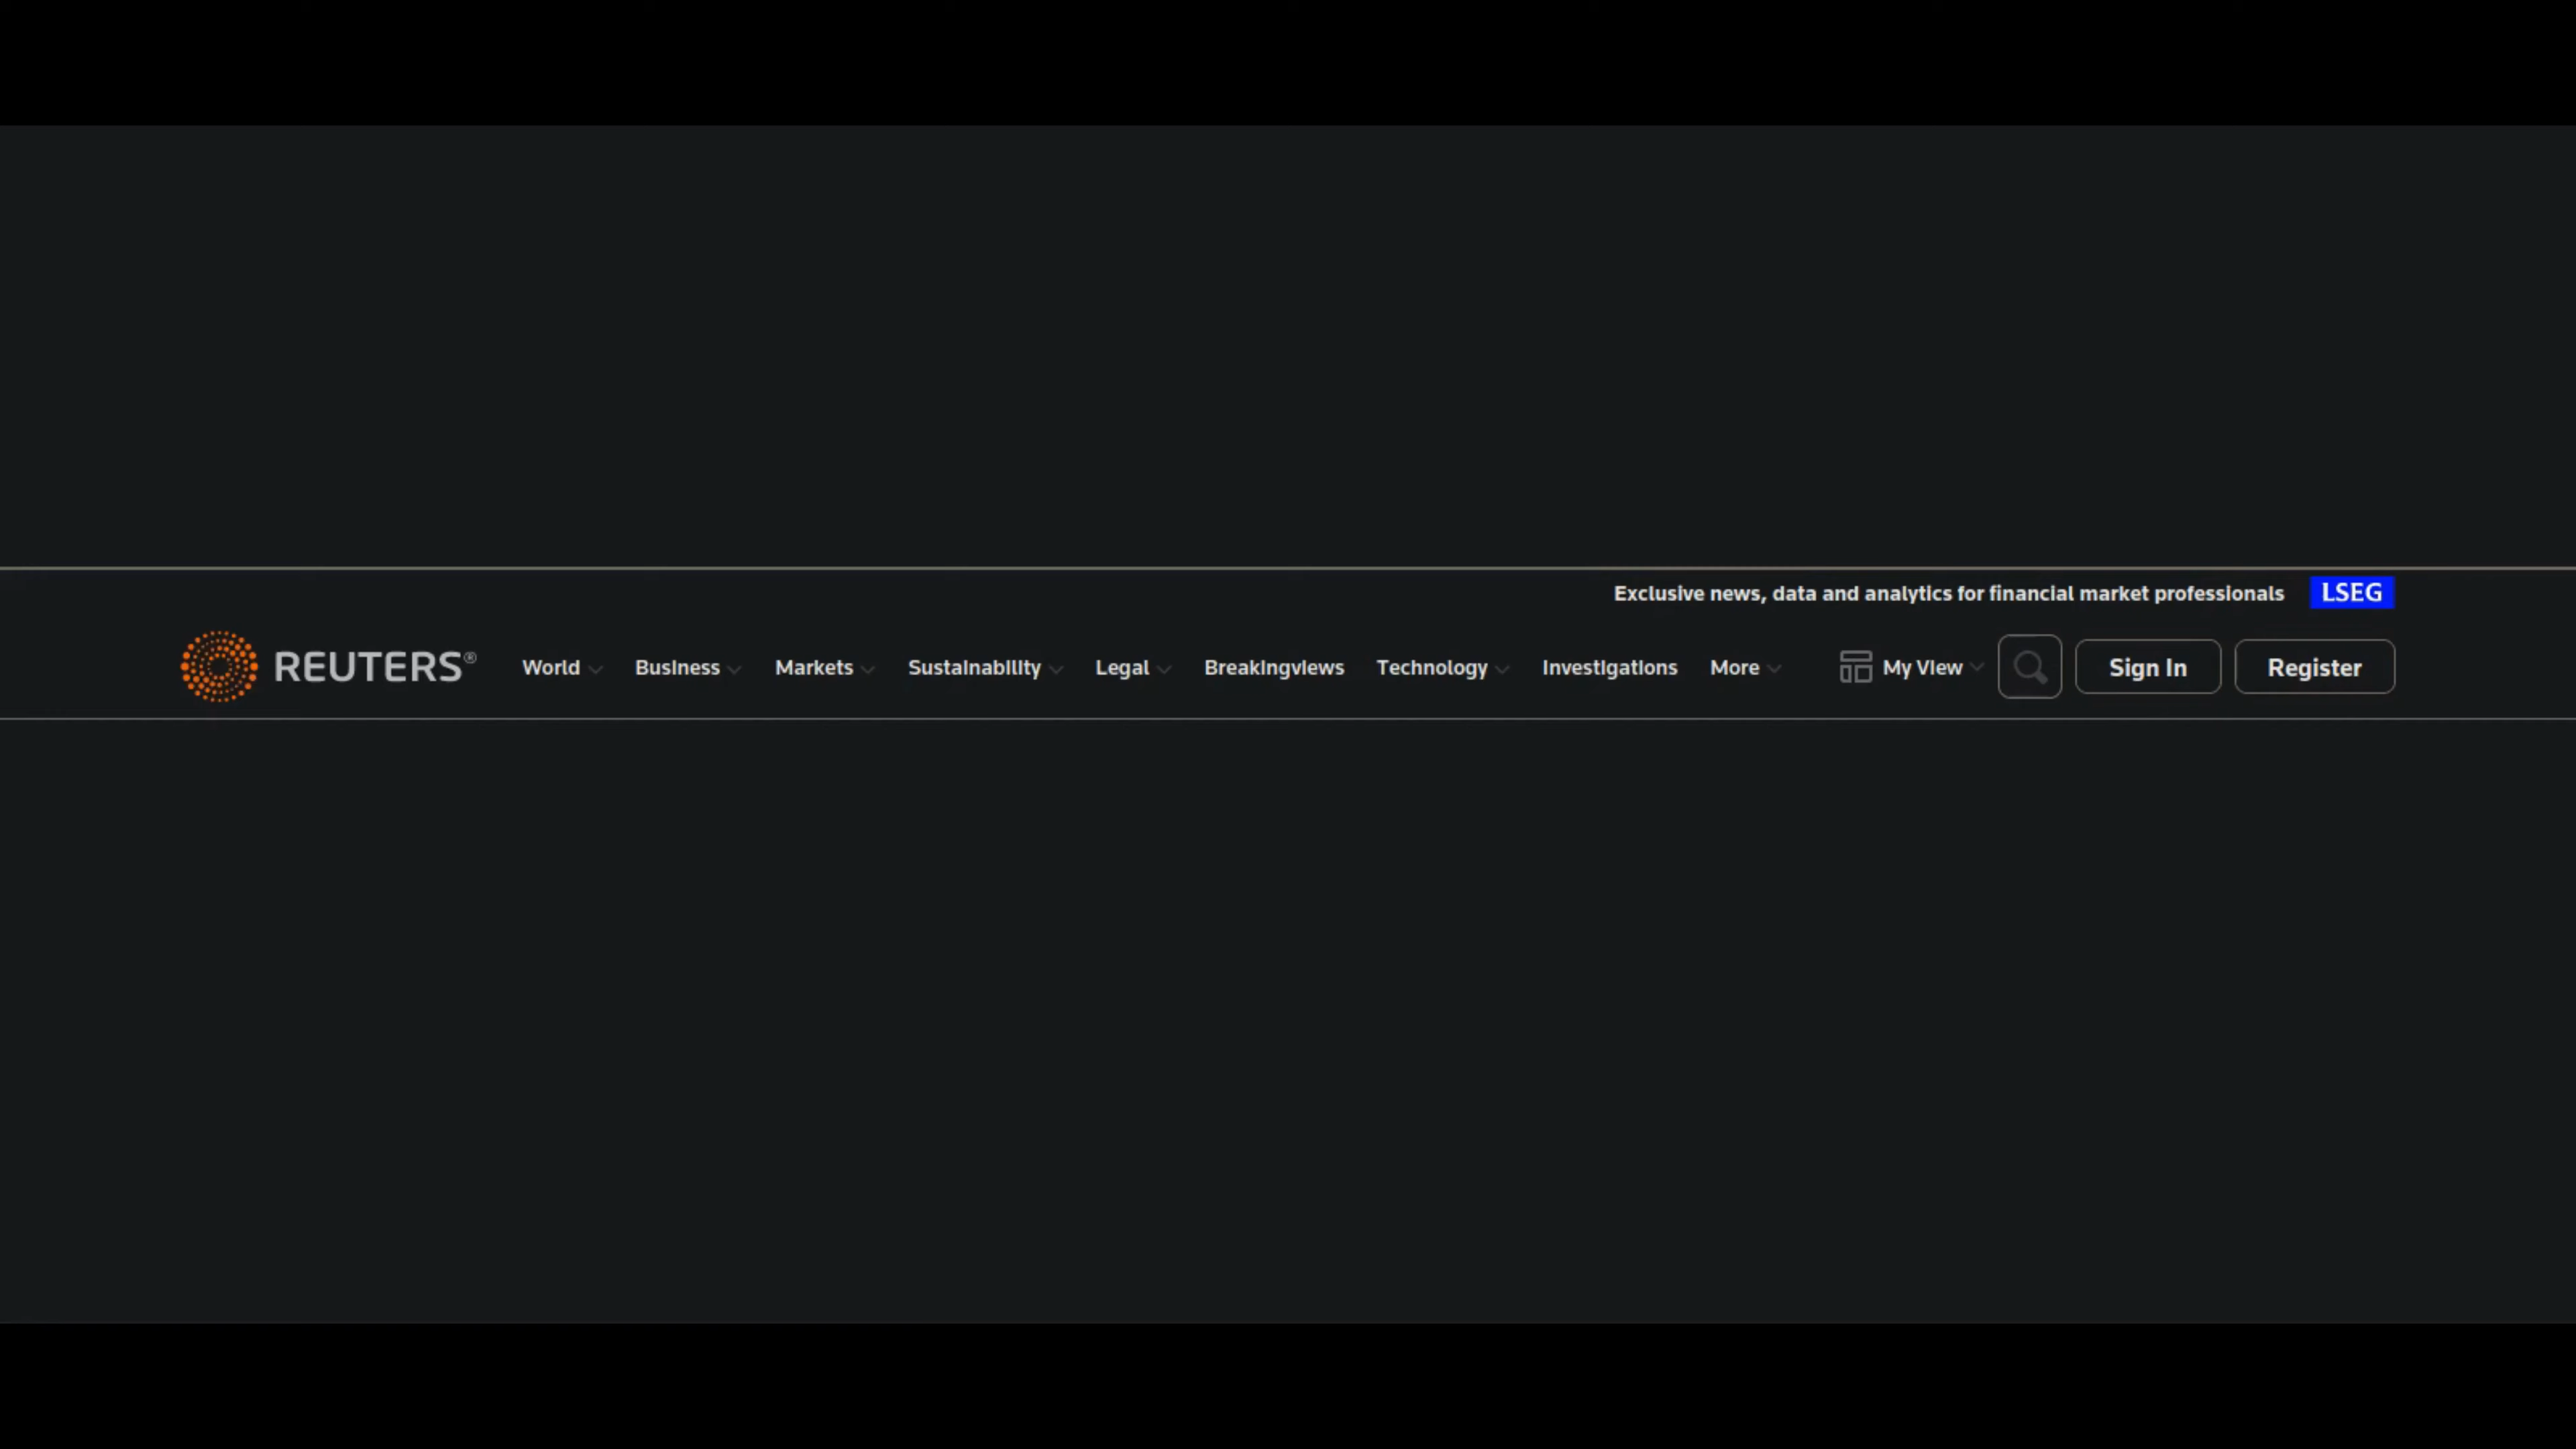 Exclusive news, data and analytics for financial market professionals LSEG
REUTERS® World Business Markets Sustainability Legal Breakingviews Technology Investigations More My View Sign In Register